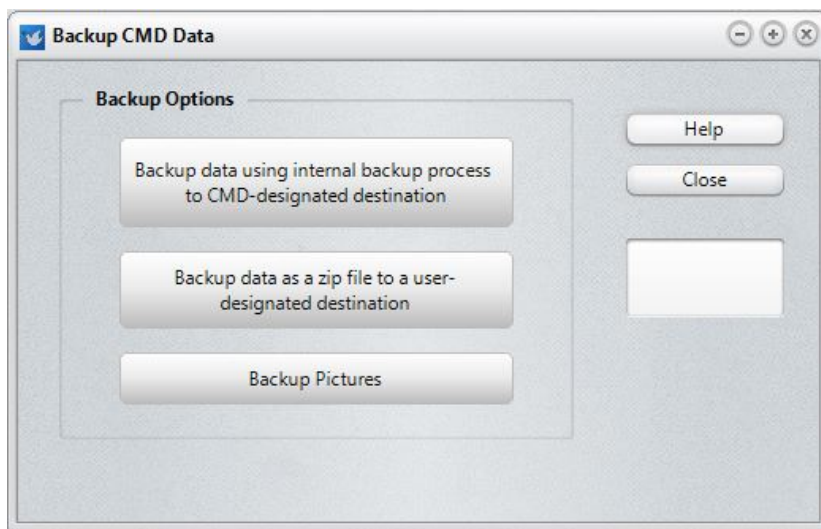 Backup CMD Data
Backup Options
Backup data using internal backup process
to CMD-designated destination
Backup data as a zip file to a user-
designated destination
Backup Pictures
Help
Close